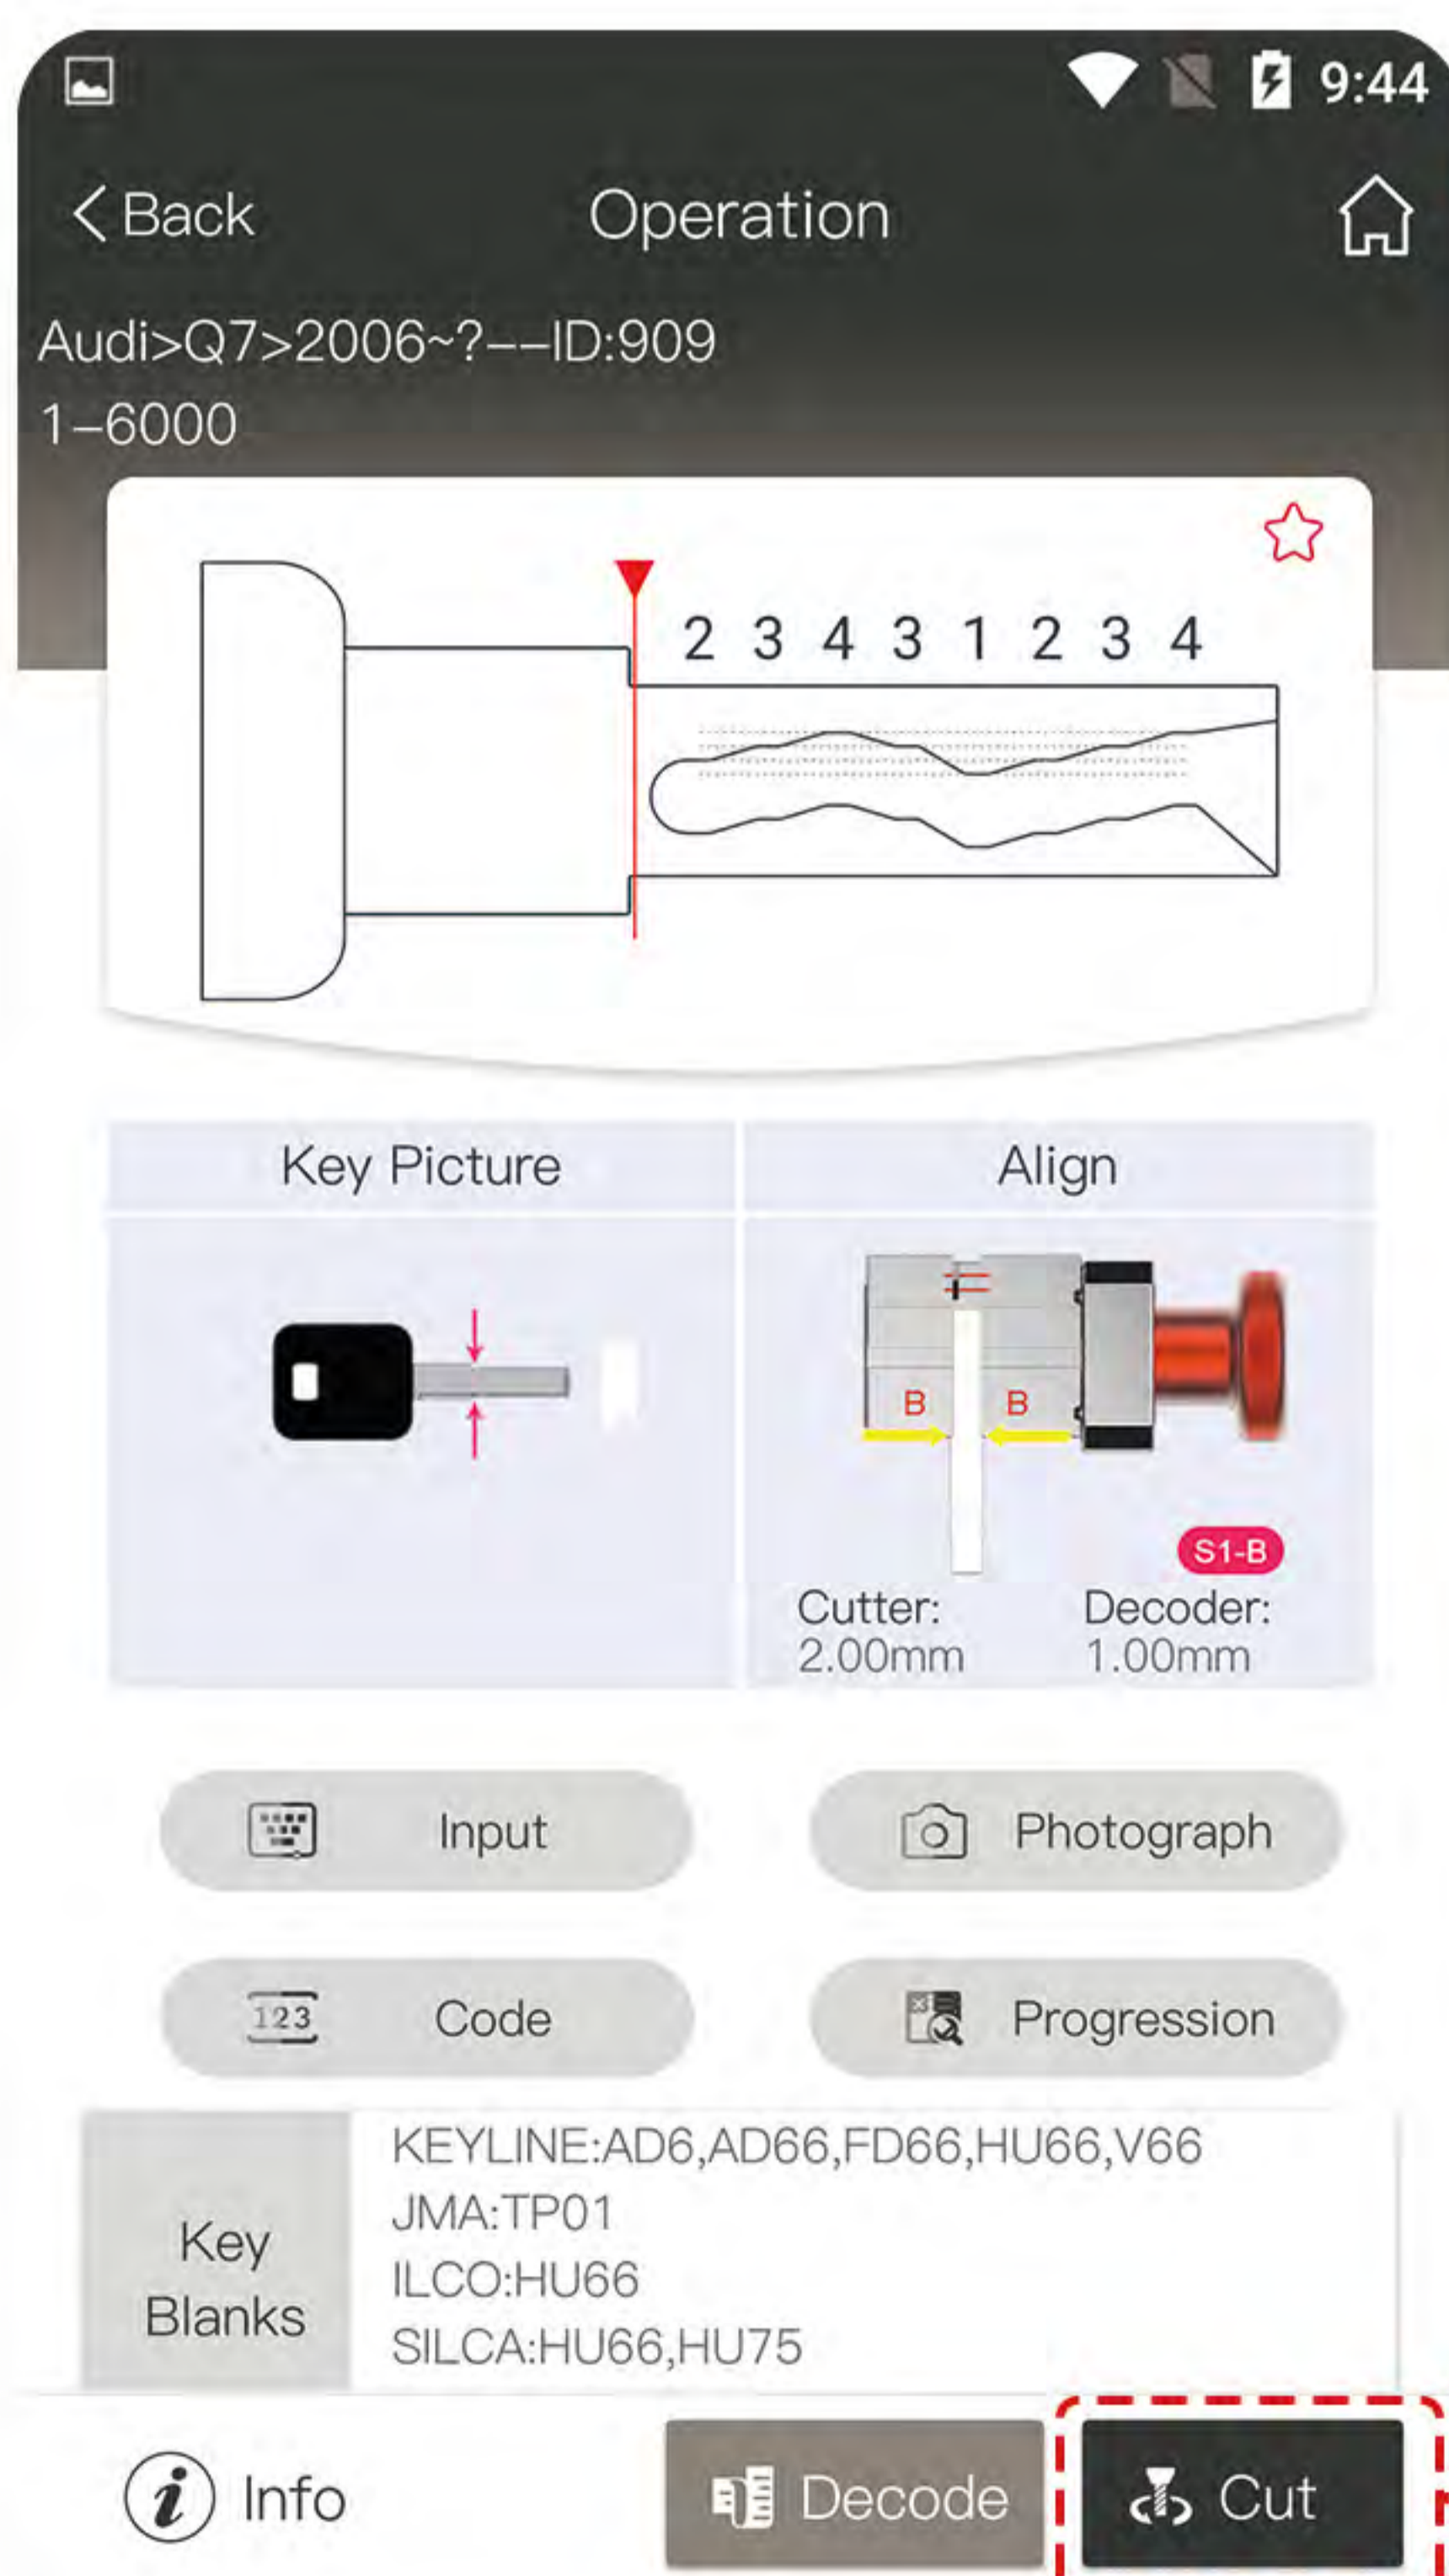 9:44
Back
Operation
Audi>Q7>2006~?--ID:909
1-6000
2 3 4 3 1 2 3 4
Key Picture
Align
B B
S1-B
Cutter: Decoder:
2.00mm 1.00mm
Input
Photograph
123 Code
Progression
Key
Blanks
KEYLINE:AD6,AD66,FD66,HU66,V66
JMA:TP01
ILCO:HU66
SILCA:HU66,HU75
i Info
Decode
Cut